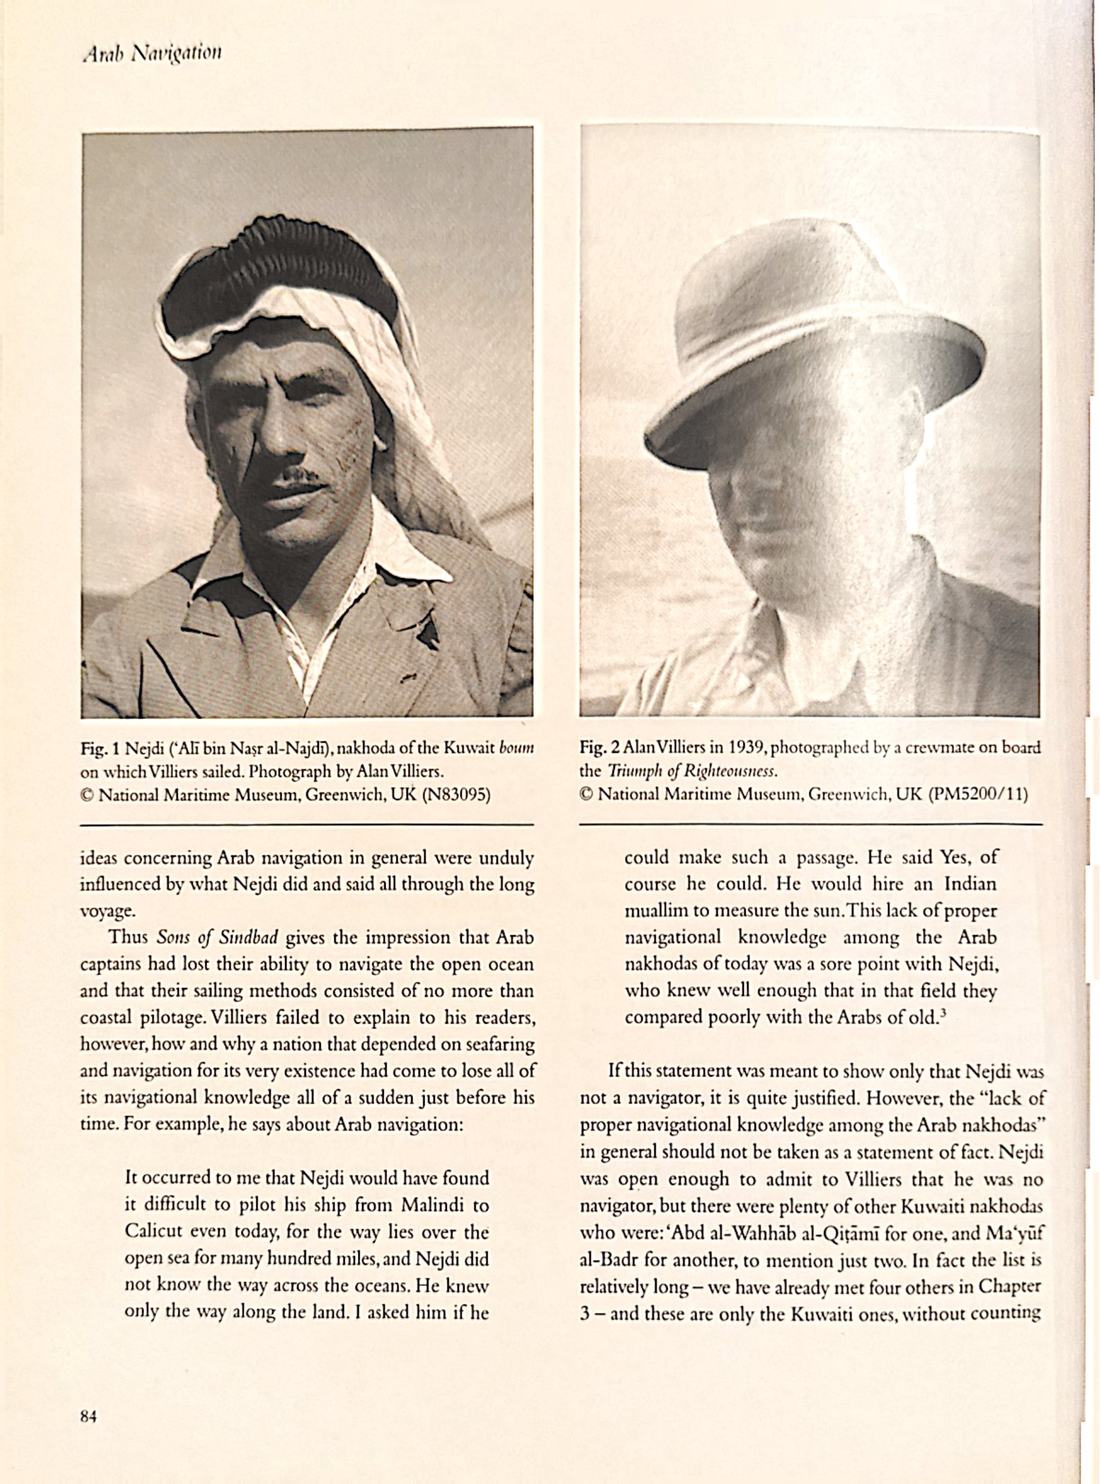 Arab Navigation
Fig. 1 Nejdi (‘Alī bin Naṣr al-Najdī), nakhoda of the Kuwait boum
on which Villiers sailed. Photograph by Alan Villiers.
© National Maritime Museum, Greenwich, UK (N83095)
Fig. 2 Alan Villiers in 1939, photographed by a crewmate on board
the Triumph of Righteousness.
© National Maritime Museum, Greenwich, UK (PM5200/11)
ideas concerning Arab navigation in general were unduly
influenced by what Nejdi did and said all through the long
voyage.
Thus Sons of Sindbad gives the impression that Arab
captains had lost their ability to navigate the open ocean
and that their sailing methods consisted of no more than
coastal pilotage. Villiers failed to explain to his readers,
however, how and why a nation that depended on seafaring
and navigation for its very existence had come to lose all of
its navigational knowledge all of a sudden just before his
time. For example, he says about Arab navigation:
It occurred to me that Nejdi would have found
it difficult to pilot his ship from Malindi to
Calicut even today, for the way lies over the
open sea for many hundred miles, and Nejdi did
not know the way across the oceans. He knew
only the way along the land. I asked him if he
could make such a passage. He said Yes, of
course he could. He would hire an Indian
muallim to measure the sun. This lack of proper
navigational knowledge among the Arab
nakhodas of today was a sore point with Nejdi,
who knew well enough that in that field they
compared poorly with the Arabs of old.³
If this statement was meant to show only that Nejdi was
not a navigator, it is quite justified. However, the “lack of
proper navigational knowledge among the Arab nakhodas”
in general should not be taken as a statement of fact. Nejdi
was open enough to admit to Villiers that he was no
navigator, but there were plenty of other Kuwaiti nakhodas
who were: ‘Abd al-Wahhāb al-Qiṭāmī for one, and Ma‘yūf
al-Badr for another, to mention just two. In fact the list is
relatively long – we have already met four others in Chapter
3 – and these are only the Kuwaiti ones, without counting
84